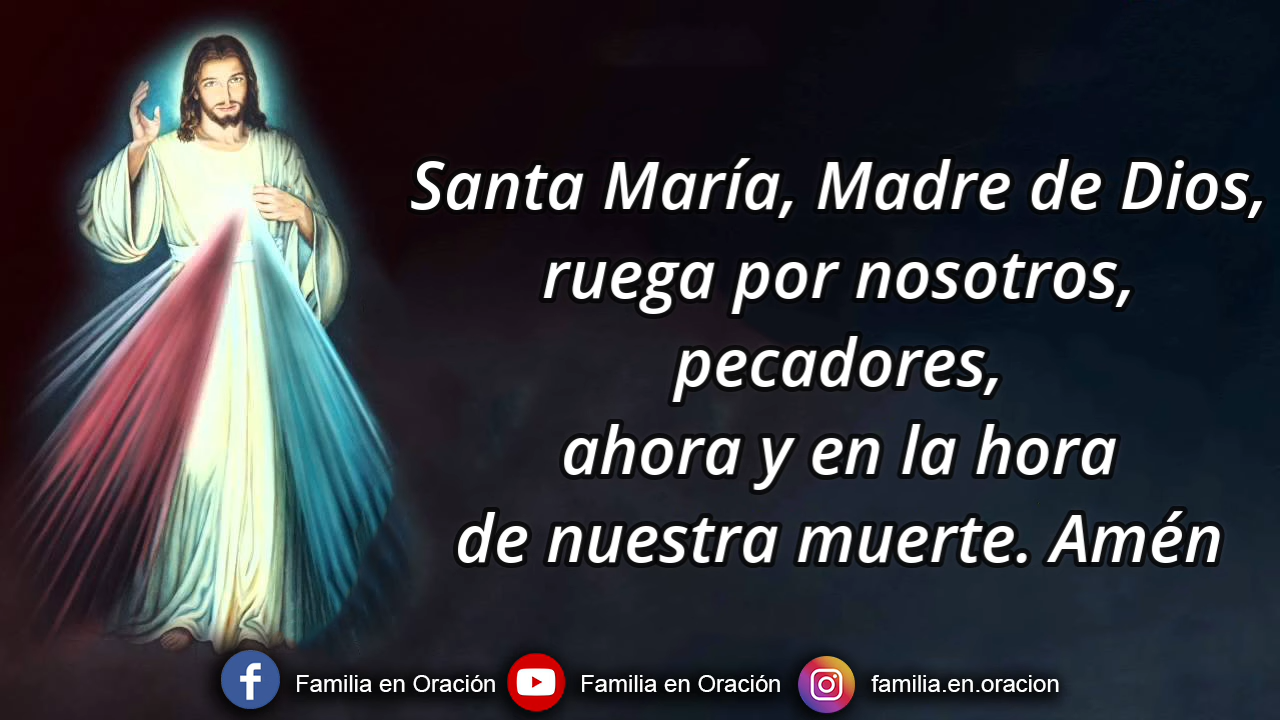 Santa María, Madre de Dios,
ruega por nosotros,
pecadores,
ahora y en la hora
de nuestra muerte. Amén
Familia en Oración Familia en Oración familia.en.oracion